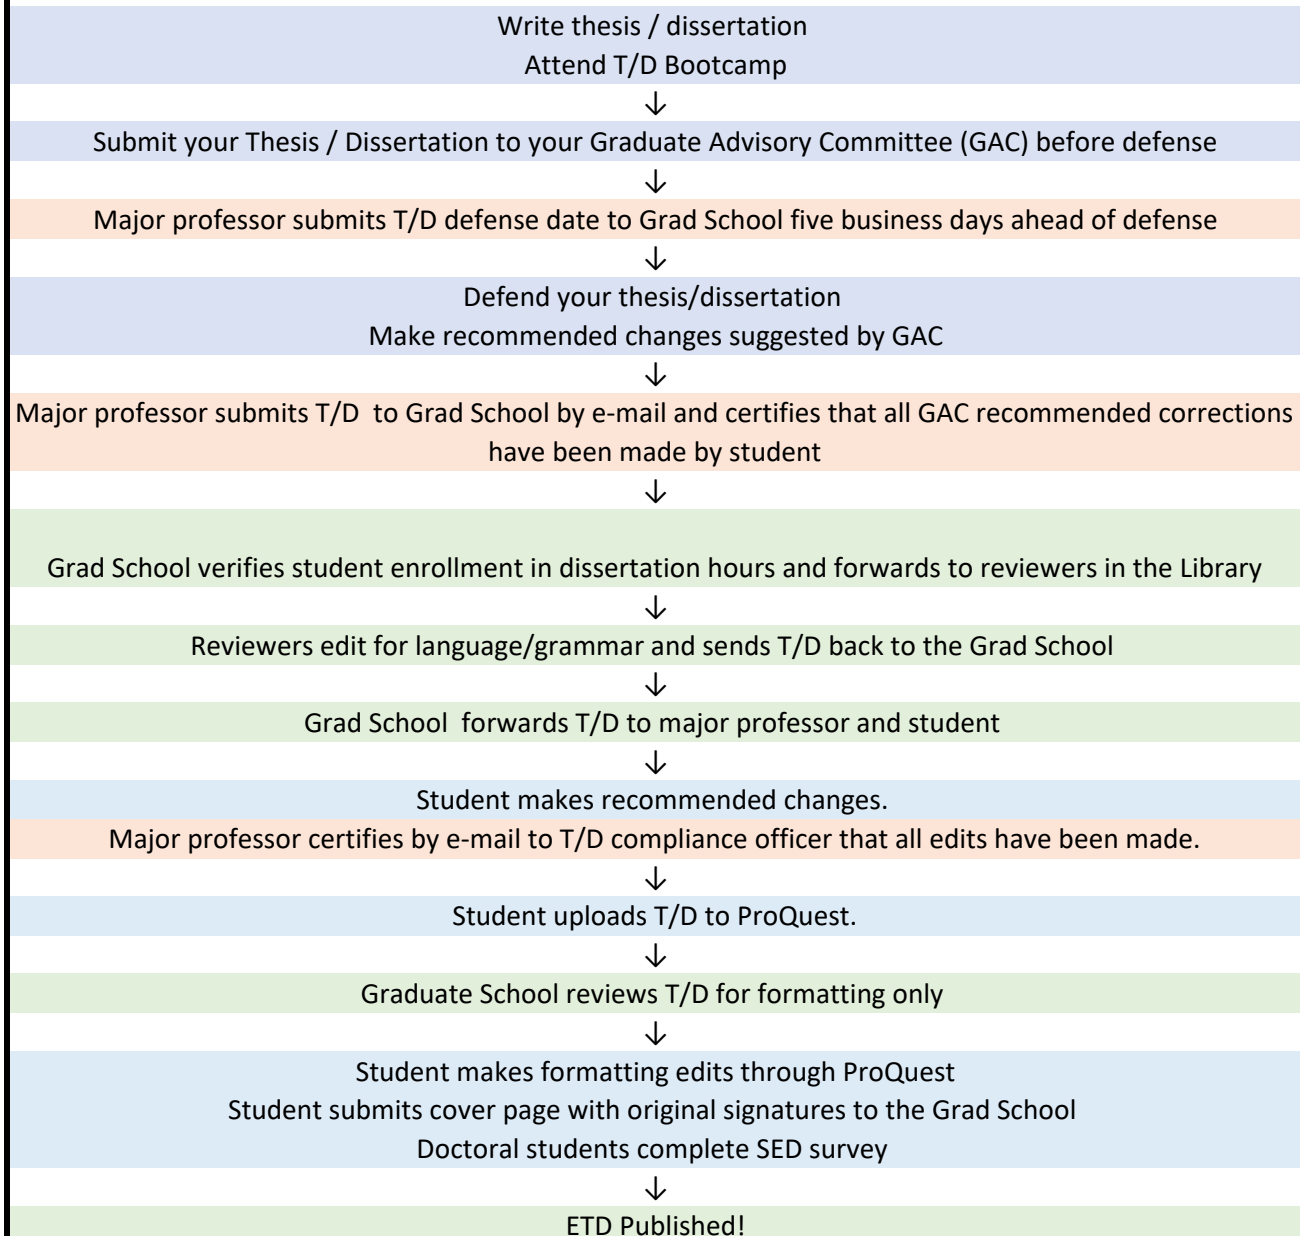 Write thesis / dissertation
Attend T/D Bootcamp
↓
Submit your Thesis / Dissertation to your Graduate Advisory Committee (GAC) before defense
↓
Major professor submits T/D defense date to Grad School five business days ahead of defense
↓
Defend your thesis/dissertation
Make recommended changes suggested by GAC
↓
Major professor submits T/D  to Grad School by e-mail and certifies that all GAC recommended corrections
have been made by student
↓
Grad School verifies student enrollment in dissertation hours and forwards to reviewers in the Library
↓
Reviewers edit for language/grammar and sends T/D back to the Grad School
↓
Grad School  forwards T/D to major professor and student
↓
Student makes recommended changes.
Major professor certifies by e-mail to T/D compliance officer that all edits have been made.
↓
Student uploads T/D to ProQuest.
↓
Graduate School reviews T/D for formatting only
↓
Student makes formatting edits through ProQuest
Student submits cover page with original signatures to the Grad School
Doctoral students complete SED survey
↓
ETD Published!